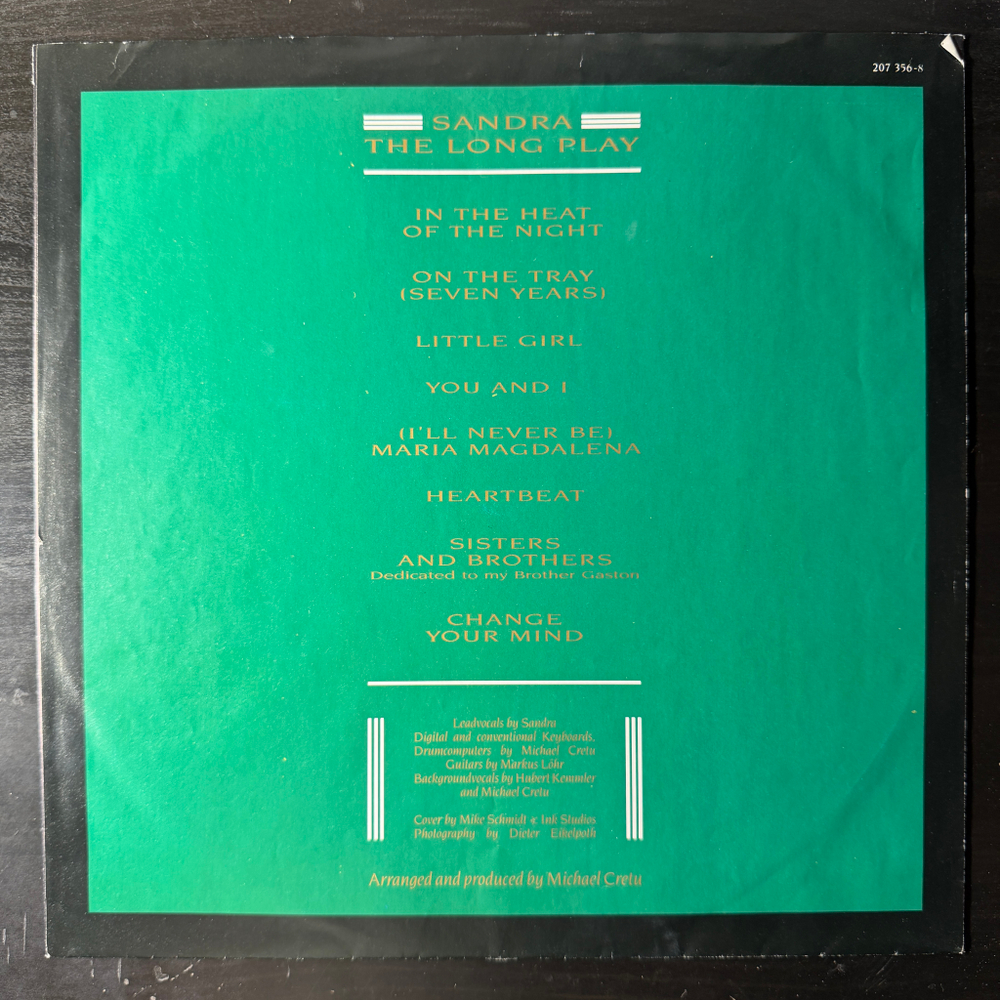 207 356-8
SANDRA
THE LONG PLAY
IN THE HEAT
OF THE NIGHT
ON THE TRAY
(SEVEN YEARS)
LITTLE GIRL
YOU AND I
(I'LL NEVER BE)
MARIA MAGDALENA
HEARTBEAT
SISTERS
AND BROTHERS
Dedicated to my Brother Gaston
CHANGE
YOUR MIND
Leadvocals by Sandra
Digital and conventional Keyboards.
Drumcomputers by Michael Cretu
Guitars by Markus Löhr
Backgroundvocals by Hubert Kemmler
and Michael Cretu
Cover by Mike Schmidt & Ink Studios
Photography by Dieter Eikelpoth
Arranged and produced by Michael Cretu